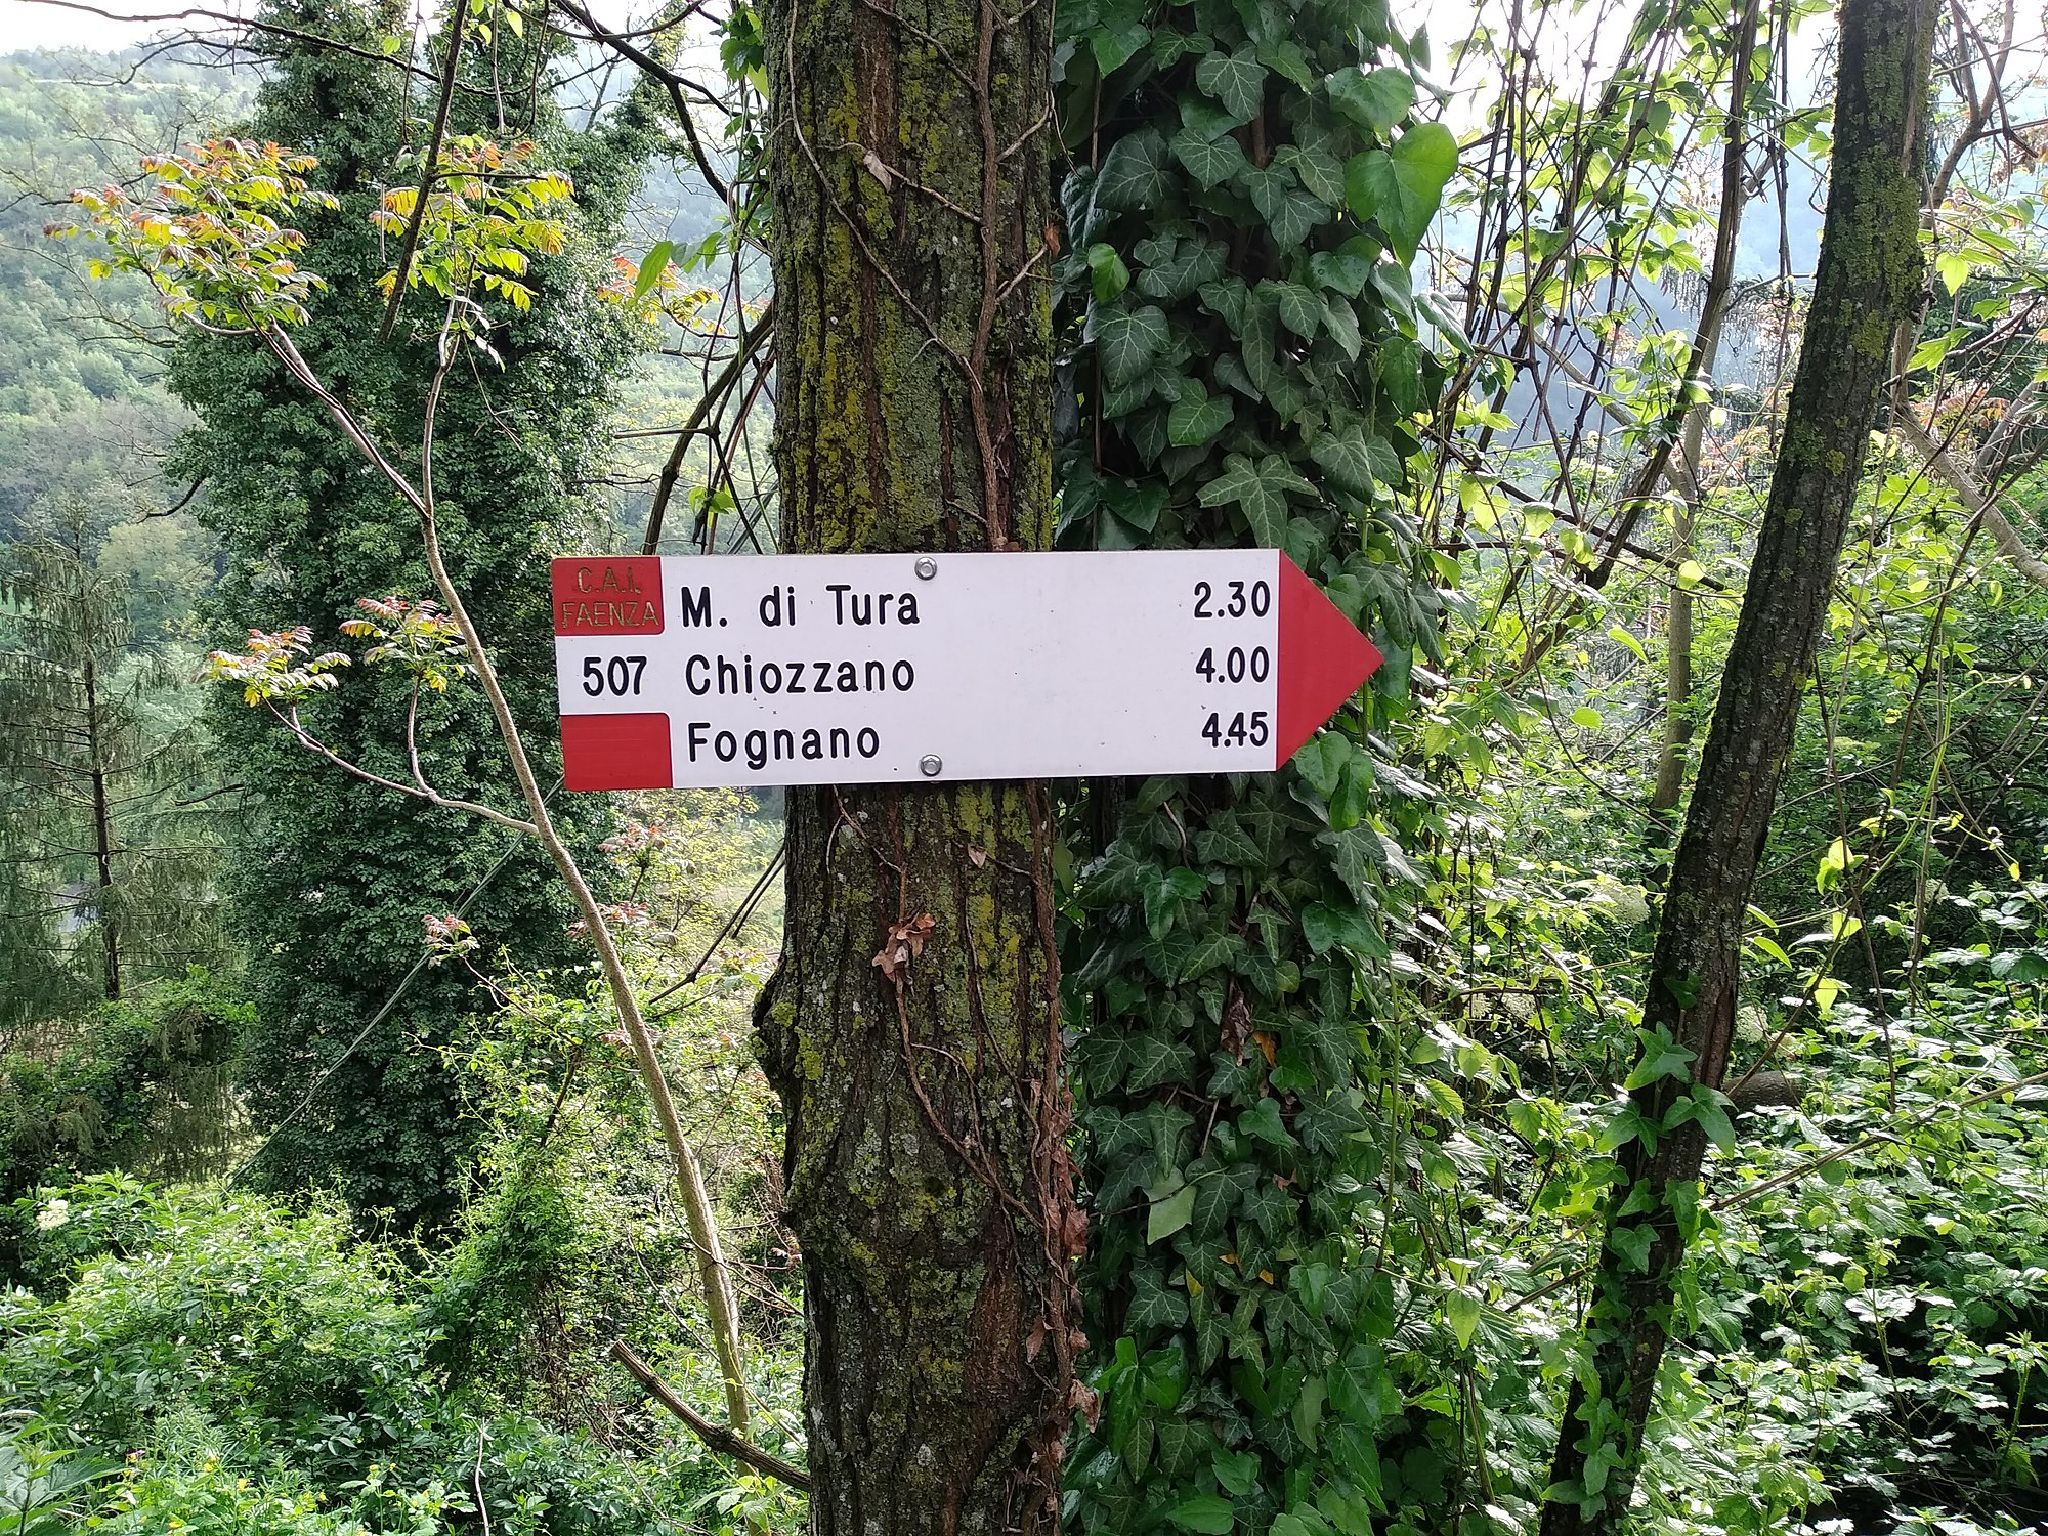 C.A.I.
FAENZA
M. di Tura 2.30
507 Chiozzano 4.00
Fognano 4.45